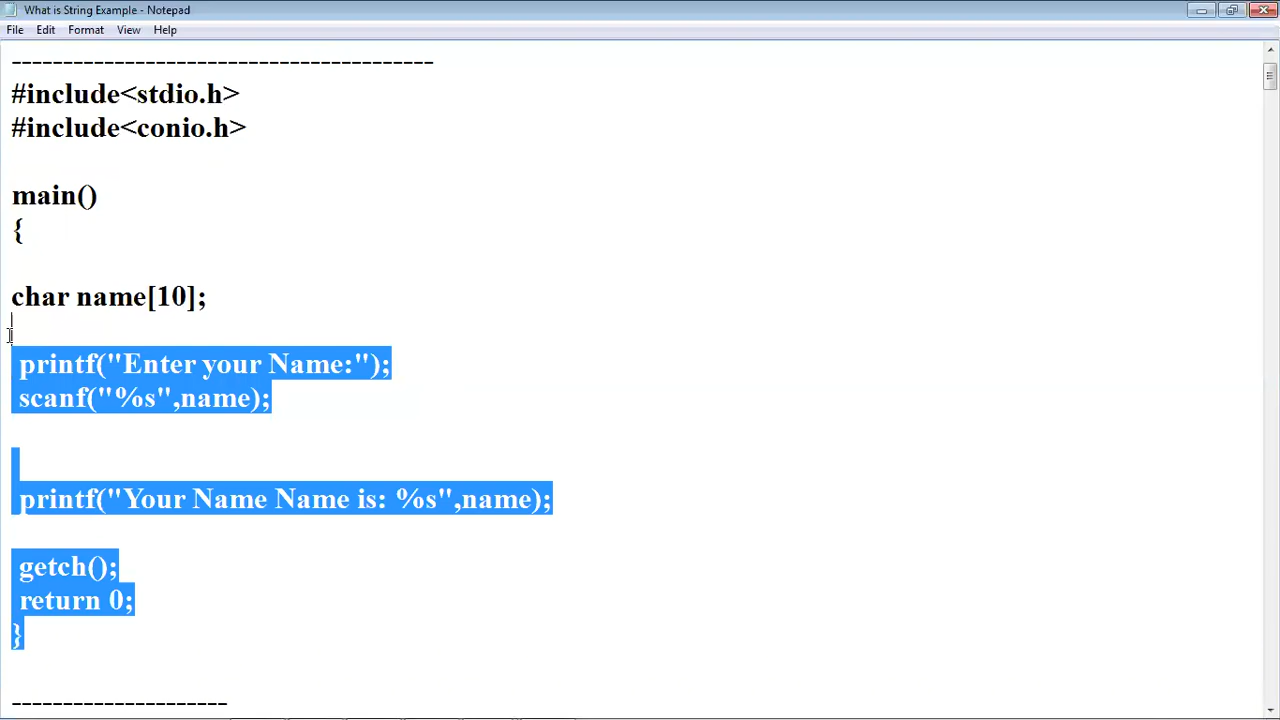 What is String Example - Notepad
File Edit Format View Help
-----------------------------------------
#include<stdio.h>
#include<conio.h>
main()
{
char name[10];
printf("Enter your Name:");
scanf("%s",name);
printf("Your Name Name is: %s",name);
getch();
return 0;
}
---------------------